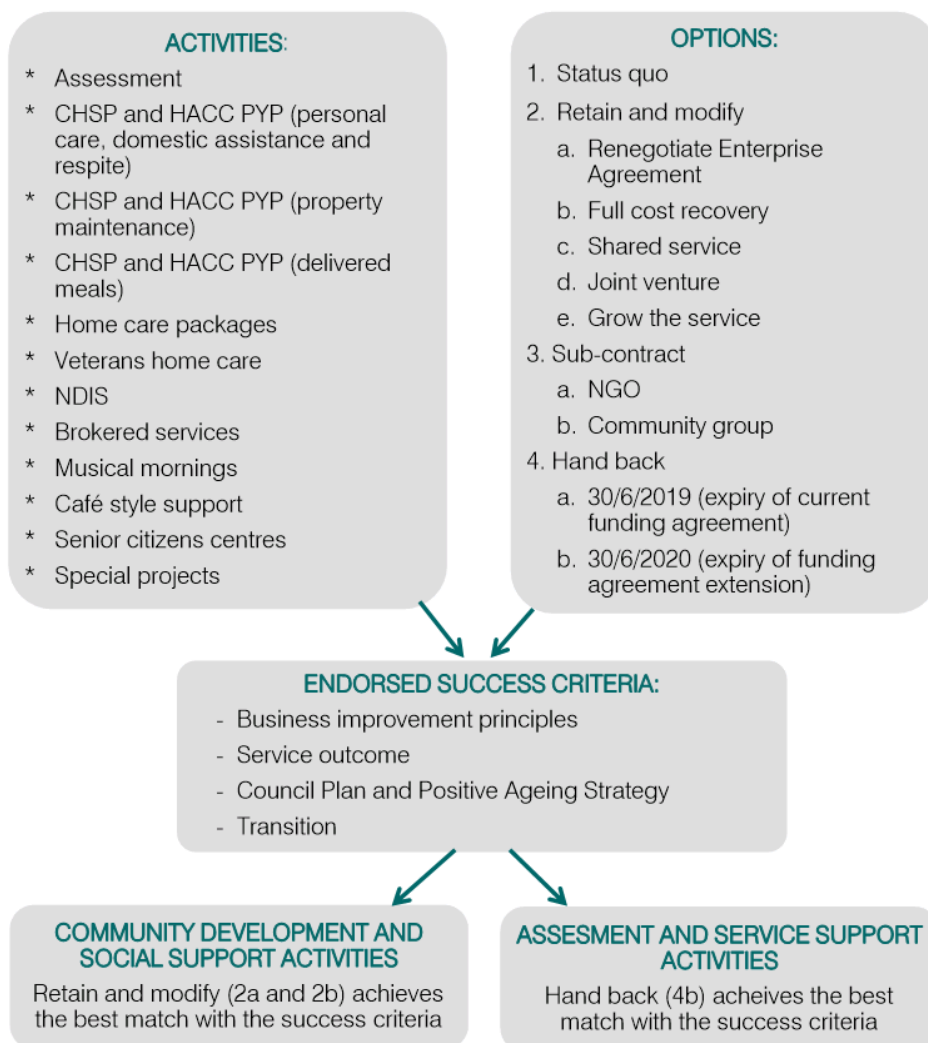 ACTIVITIES:
* Assessment
* CHSP and HACC PYP (personal
care, domestic assistance and
respite)
* CHSP and HACC PYP (property
maintenance)
* CHSP and HACC PYP (delivered
meals)
* Home care packages
* Veterans home care
* NDIS
* Brokered services
* Musical mornings
* Café style support
* Senior citizens centres
* Special projects
OPTIONS:
1. Status quo
2. Retain and modify
a. Renegotiate Enterprise
Agreement
b. Full cost recovery
c. Shared service
d. Joint venture
e. Grow the service
3. Sub-contract
a. NGO
b. Community group
4. Hand back
a. 30/6/2019 (expiry of current
funding agreement)
b. 30/6/2020 (expiry of funding
agreement extension)
ENDORSED SUCCESS CRITERIA:
- Business improvement principles
- Service outcome
- Council Plan and Positive Ageing Strategy
- Transition
COMMUNITY DEVELOPMENT AND
SOCIAL SUPPORT ACTIVITIES
Retain and modify (2a and 2b) achieves
the best match with the success criteria
ASSESMENT AND SERVICE SUPPORT
ACTIVITIES
Hand back (4b) acheives the best
match with the success criteria